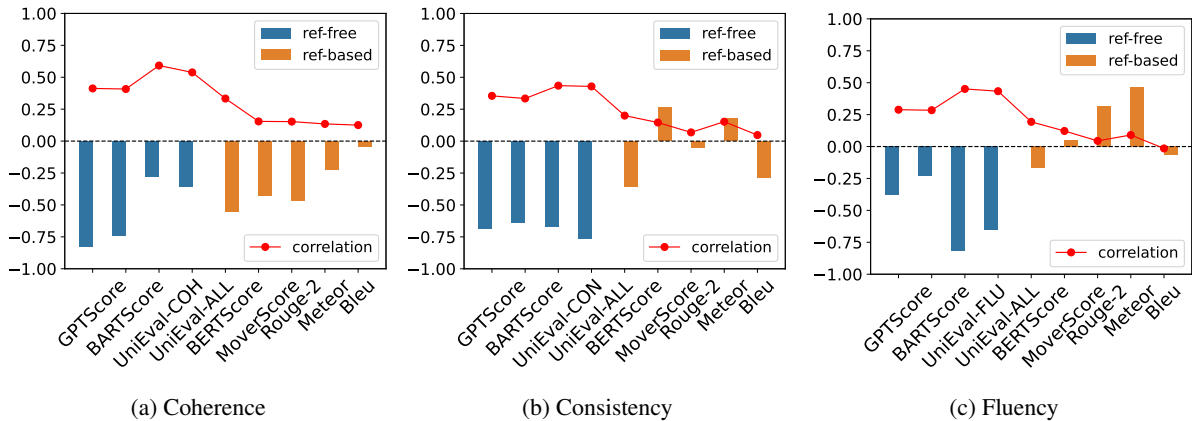 1.00
0.75
0.50
0.25
0.00
−0.25
−0.50
−0.75
−1.00
ref-free
ref-based
correlation
GPTScore
BARTScore
UniEval-COH
UniEval-ALL
BERTScore
MoverScore
Rouge-2
Meteor
Bleu
(a) Coherence
1.00
0.75
0.50
0.25
0.00
−0.25
−0.50
−0.75
−1.00
ref-free
ref-based
correlation
GPTScore
BARTScore
UniEval-CON
UniEval-ALL
BERTScore
MoverScore
Rouge-2
Meteor
Bleu
(b) Consistency
1.00
0.75
0.50
0.25
0.00
−0.25
−0.50
−0.75
−1.00
ref-free
ref-based
correlation
GPTScore
BARTScore
UniEval-FLU
UniEval-ALL
BERTScore
MoverScore
Rouge-2
Meteor
Bleu
(c) Fluency